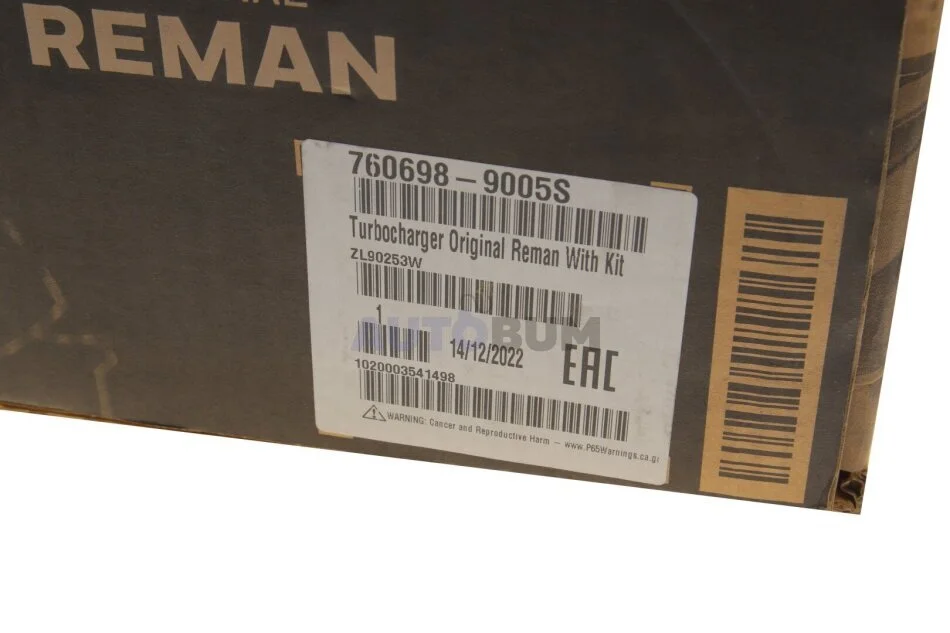 REMAN
760698-9005S
Turbocharger Original Reman With Kit
ZL90253W
1
AUTOBUM
14/12/2022
EAC
1020003541498
WARNING: Cancer and Reproductive Harm - www.P65Warnings.ca.gov